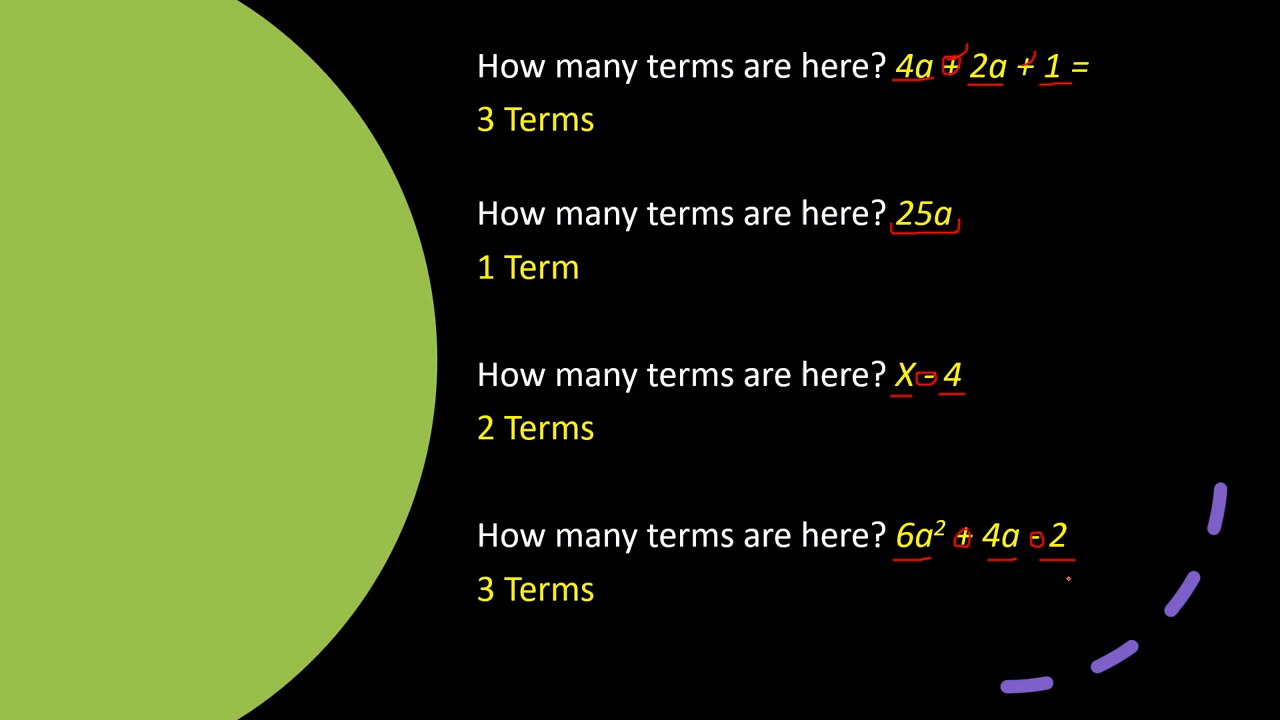 How many terms are here? 4a + 2a + 1 =
3 Terms
How many terms are here? 25a
1 Term
How many terms are here? X - 4
2 Terms
How many terms are here? 6a² + 4a - 2
3 Terms